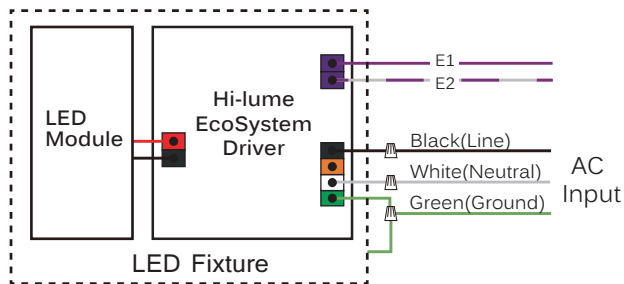 E1
E2
LED
Module
Hi-lume
EcoSystem
Driver
Black(Line)
White(Neutral)
Green(Ground)
AC
Input
LED Fixture